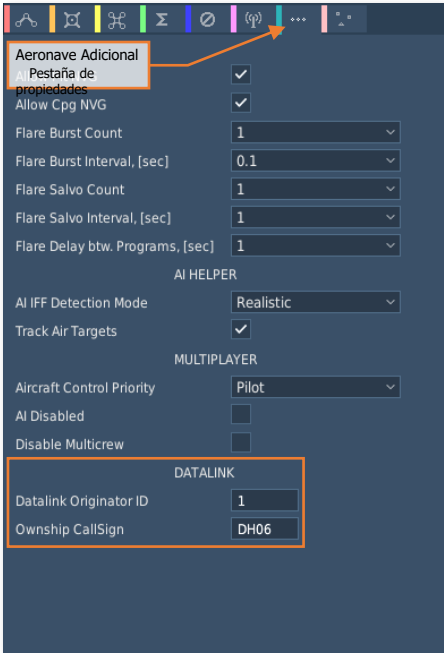 Aeronave Adicional
Pestaña de
propiedades
Allow Cpg NVG
Flare Burst Count 1
Flare Burst Interval, [sec] 0.1
Flare Salvo Count 1
Flare Salvo Interval, [sec] 1
Flare Delay btw. Programs, [sec] 1
AI HELPER
AI IFF Detection Mode Realistic
Track Air Targets
MULTIPLAYER
Aircraft Control Priority Pilot
AI Disabled
Disable Multicrew
DATALINK
Datalink Originator ID 1
Ownship CallSign DH06